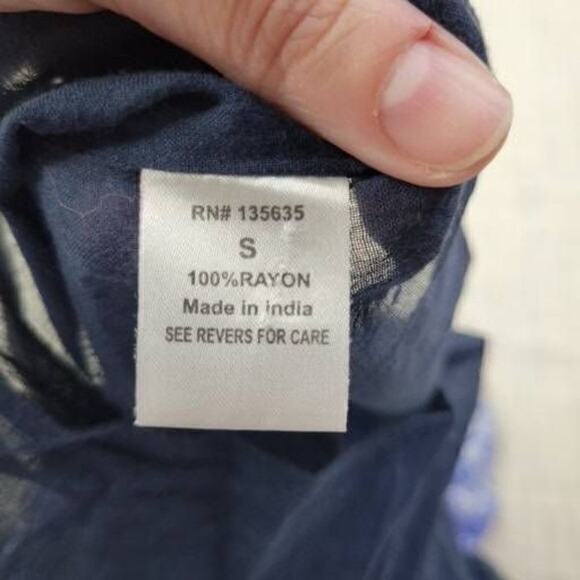 RN# 135635
S
100%RAYON
Made in India
SEE REVERS FOR CARE